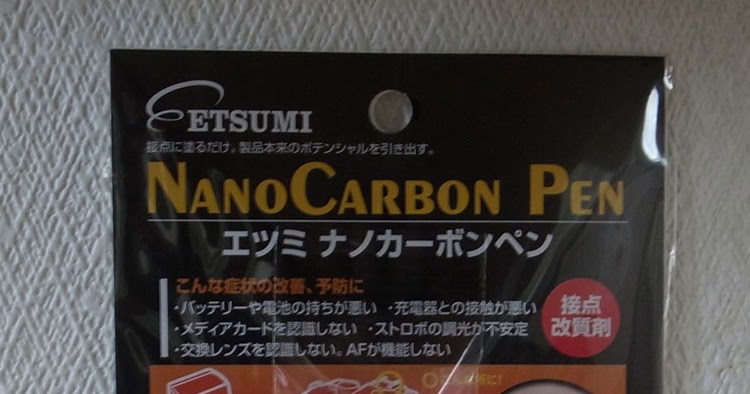 ETSUMI
接点に塗るだけ。製品本来のポテンシャルを引き出す。
NANOCARBON PEN
エツミ ナノカーボンペン
こんな症状の改善、予防に
・バッテリーや電池の持ちが悪い ・充電器との接触が悪い
・メディアカードを認識しない ・ストロボの調光が不安定
・交換レンズを認識しない。AFが機能しない
接点
改質剤